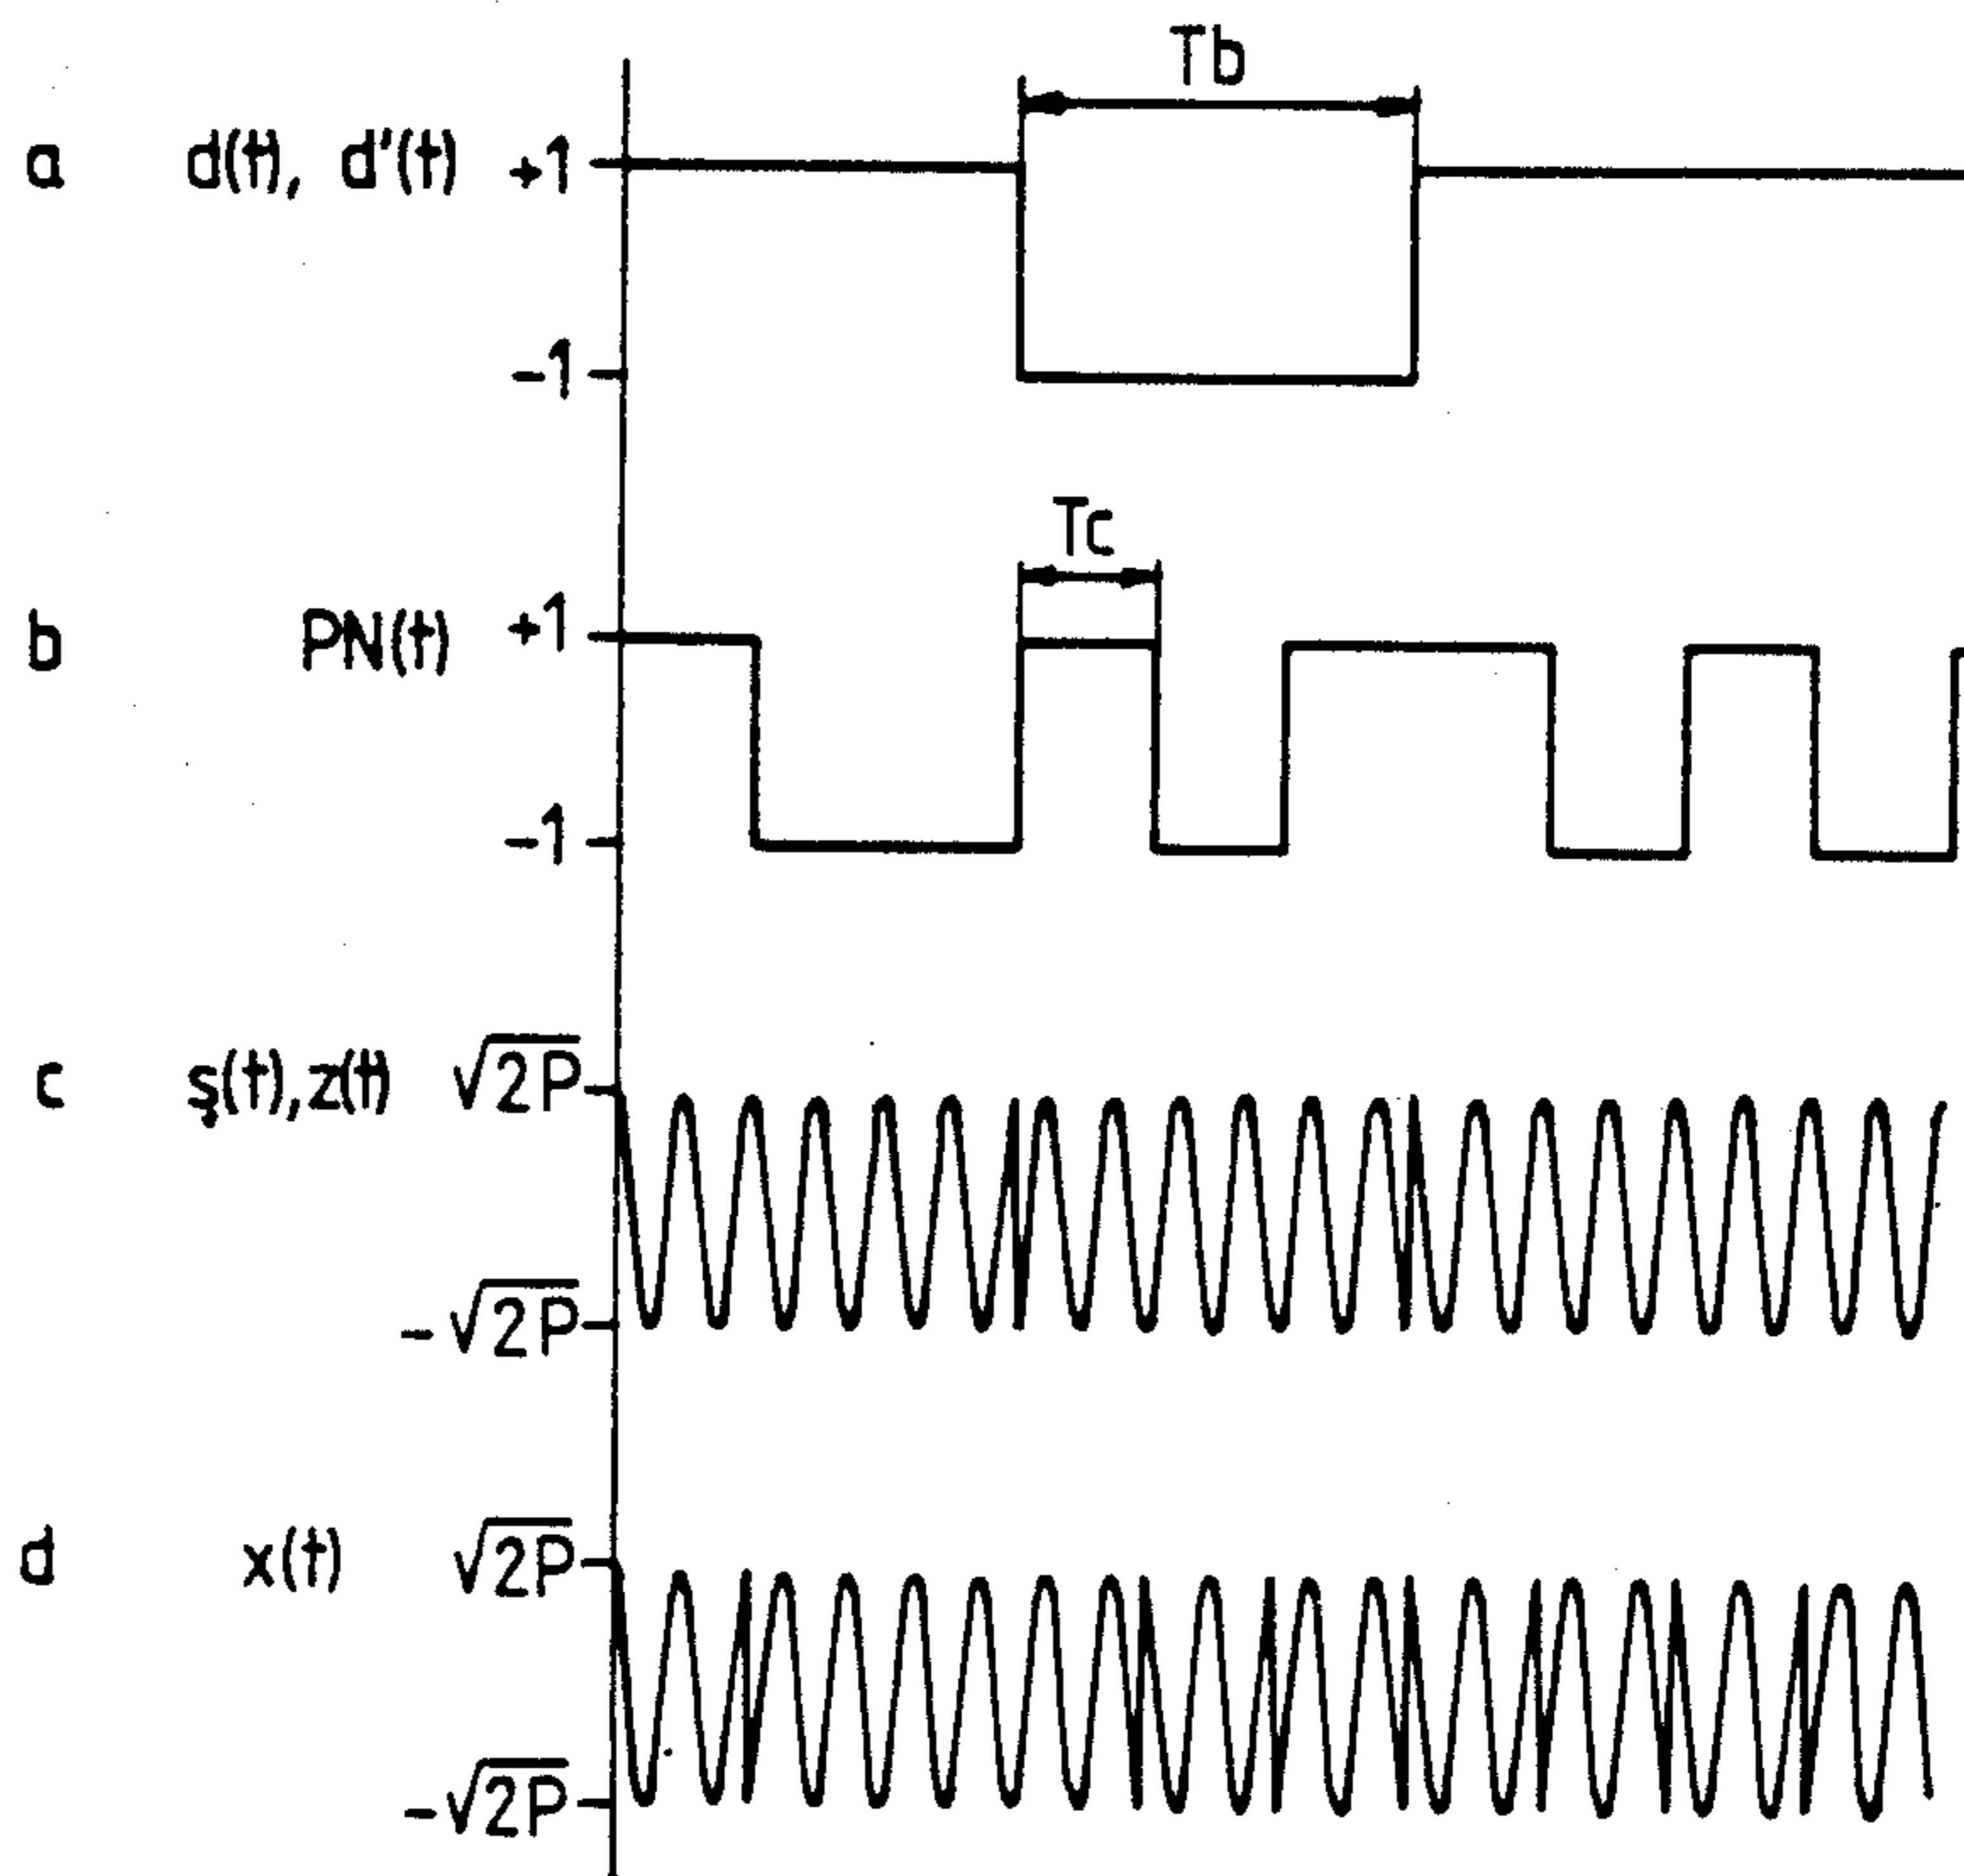 Tb
a d(t), d'(t) +1
-1
Tc
b PN(t) +1
-1
c s(t),z(t) √2P
-√2P
d x(t) √2P
-√2P